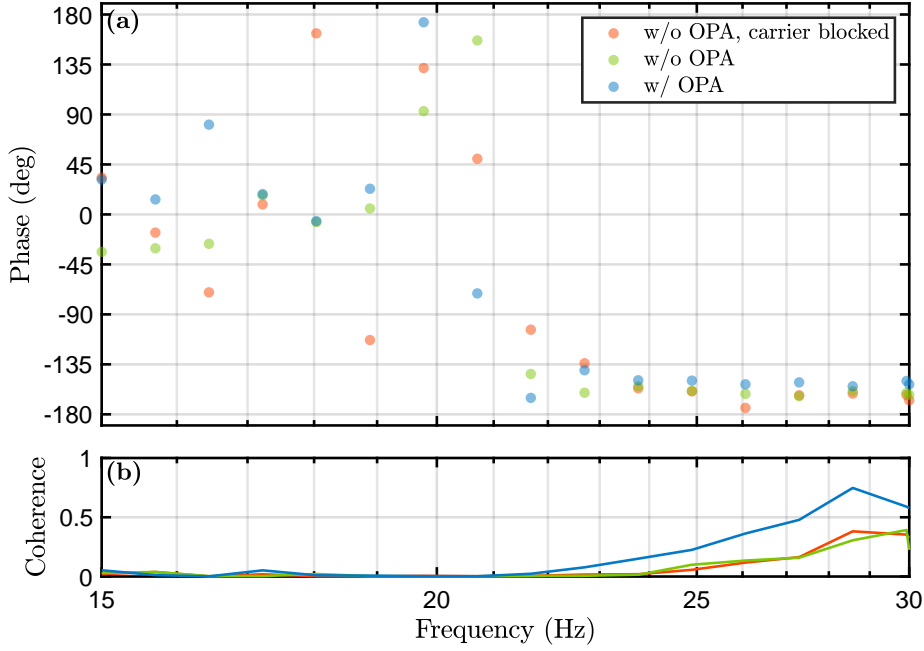 (a)
w/o OPA, carrier blocked
w/o OPA
w/ OPA
180
135
90
45
0
-45
-90
-135
-180
Phase (deg)
(b)
1
0.5
0
Coherence
15
20
25
30
Frequency (Hz)